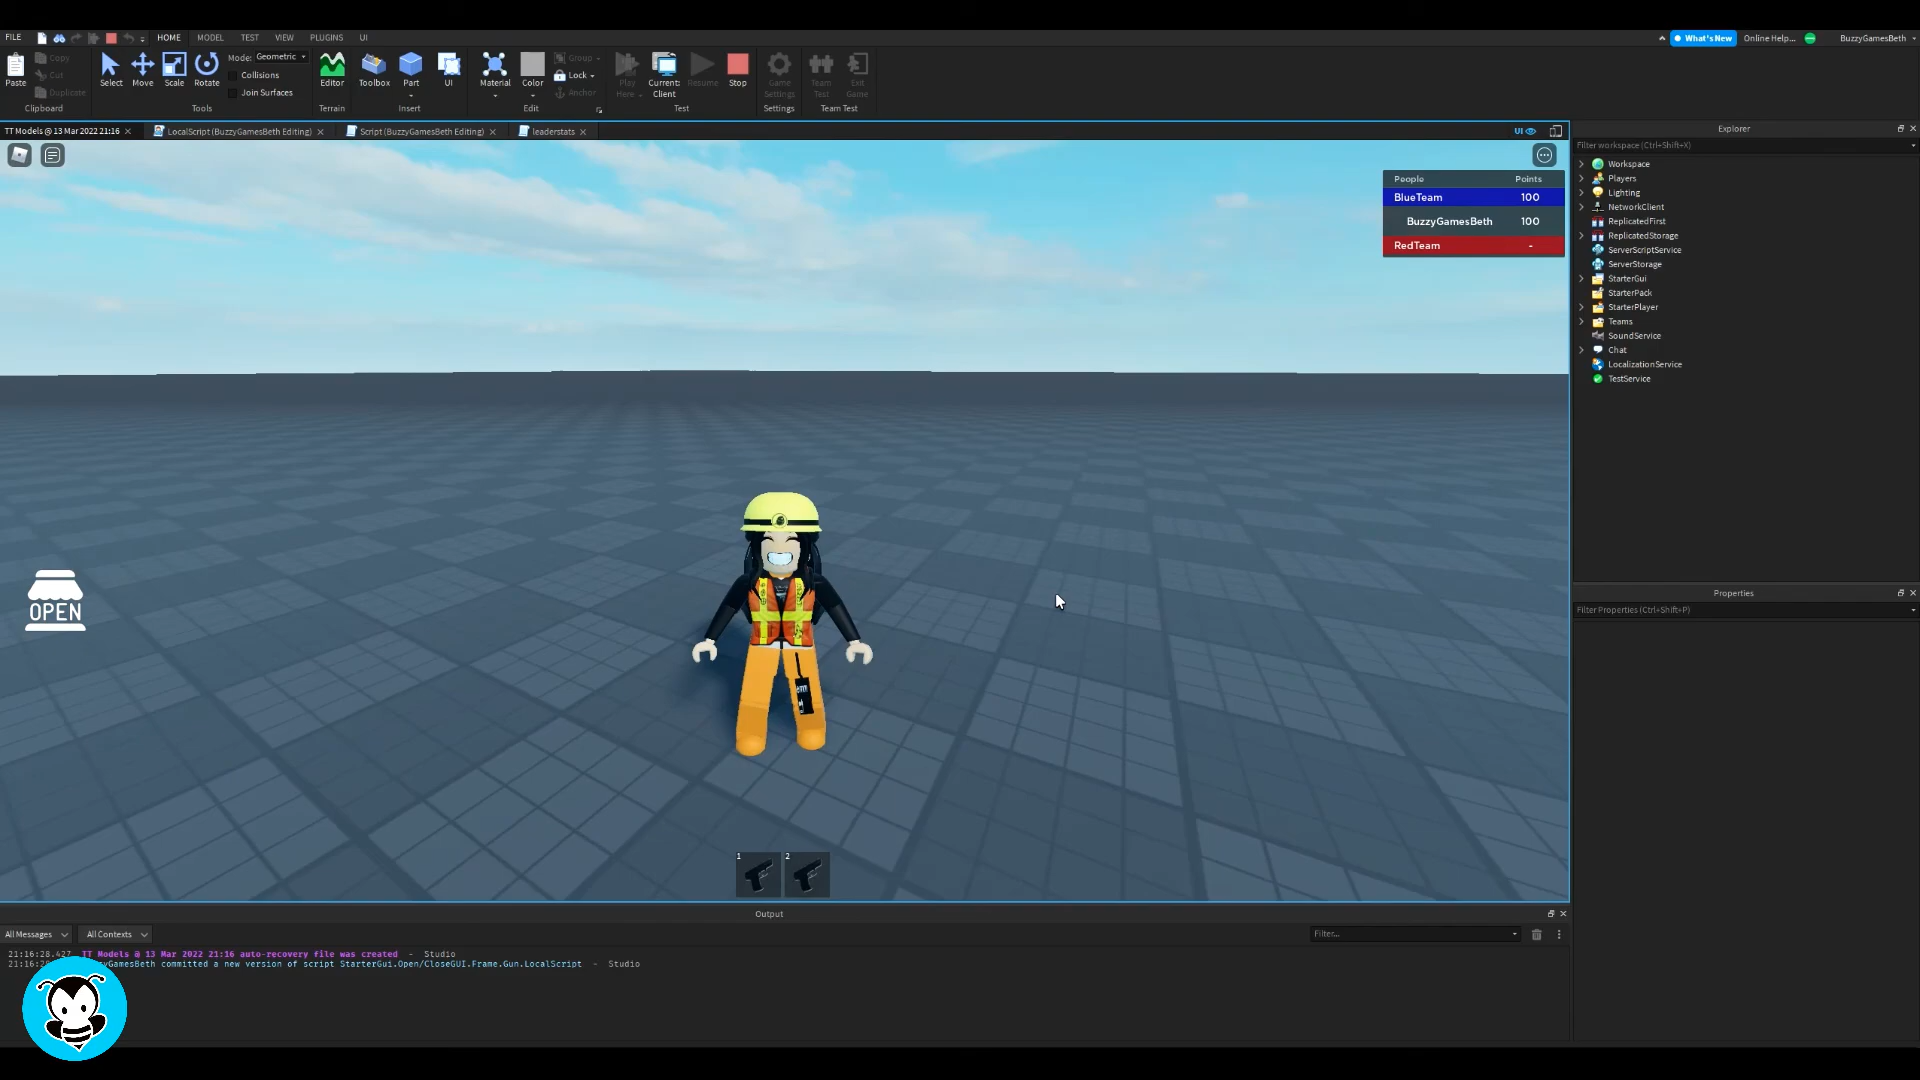 FILE HOME MODEL TEST VIEW PLUGINS UI
What's New Online Help... BuzzyGamesBeth
Paste Copy Cut Duplicate
Clipboard
Select Move Scale Rotate
Mode: Geometric
Collisions
Join Surfaces
Tools
Editor
Terrain
Toolbox Part UI
Insert
Material Color
Group
Lock
Anchor
Edit
Play Here
Current: Client
Resume Stop
Test
Game Settings
Settings
Team Test
Exit Game
Team Test
TT Models @ 13 Mar 2022 21:16
LocalScript (BuzzyGamesBeth Editing)
Script (BuzzyGamesBeth Editing)
leaderstats
UI
People Points
BlueTeam 100
BuzzyGamesBeth 100
RedTeam -
OPEN
1 2
Explorer
Filter workspace (Ctrl+Shift+X)
Workspace
Players
Lighting
NetworkClient
ReplicatedFirst
ReplicatedStorage
ServerScriptService
ServerStorage
StarterGui
StarterPack
StarterPlayer
Teams
SoundService
Chat
LocalizationService
TestService
Properties
Filter Properties (Ctrl+Shift+P)
Output
All Messages All Contexts Filter...
21:16:28.427 TT Models @ 13 Mar 2022 21:16 auto-recovery file was created - Studio
committed a new version of script StarterGui.Open/CloseGUI.Frame.Gun.LocalScript - Studio